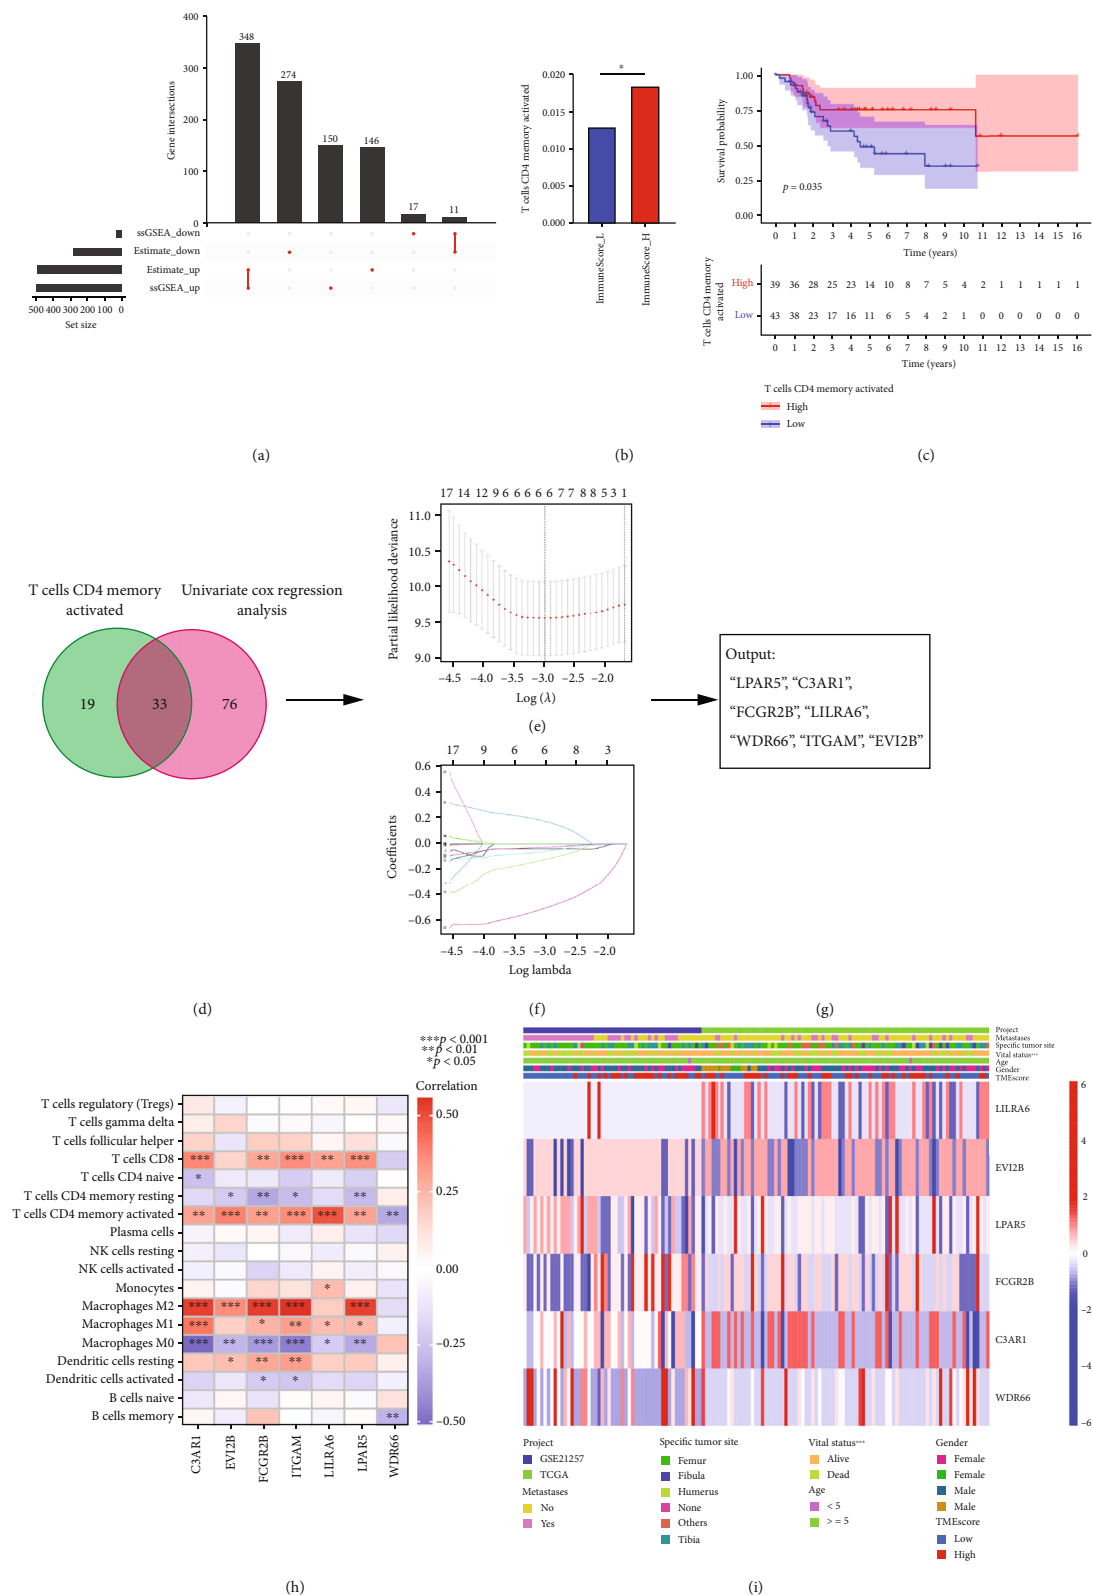 400
300
200
100
0
Gene intersections
348
274
150
146
17
11
ssGSEA_down
Estimate_down
Estimate_up
ssGSEA_up
500 400 300 200 100 0
Set size
(a)
*
0.020
0.015
0.010
0.005
0.000
T cells CD4 memory activated
ImmuneScore_L
ImmuneScore_H
(b)
1.00
0.75
0.50
0.25
0.00
Survival probability
p = 0.035
0 1 2 3 4 5 6 7 8 9 10 11 12 13 14 15 16
Time (years)
T cells CD4 memory
activated
High 39 36 28 25 23 14 10 8 7 5 4 2 1 1 1 1 1
Low 43 38 23 17 16 11 6 5 4 2 1 0 0 0 0 0 0
0 1 2 3 4 5 6 7 8 9 10 11 12 13 14 15 16
Time (years)
T cells CD4 memory activated
High
Low
(c)
T cells CD4 memory
activated
Univariate cox regression
analysis
19 33 76
(d)
17 14 12 9 6 6 6 6 6 7 7 8 8 5 3 1
11.0
10.5
10.0
9.5
9.0
Partial likelihood deviance
−4.5 −4.0 −3.5 −3.0 −2.5 −2.0
Log (λ)
(e)
17 9 6 6 8 3
0.6
0.4
0.2
0.0
−0.2
−0.4
−0.6
Coefficients
−4.5 −4.0 −3.5 −3.0 −2.5 −2.0
Log lambda
(f)
Output:
“LPAR5”, “C3AR1”,
“FCGR2B”, “LILRA6”,
“WDR66”, “ITGAM”, “EVI2B”
(g)
***p < 0.001
**p < 0.01
*p < 0.05
Correlation
0.50
0.25
0.00
−0.25
−0.50
T cells regulatory (Tregs)
T cells gamma delta
T cells follicular helper
T cells CD8 *** ** *** ** ***
T cells CD4 naive *
T cells CD4 memory resting * ** * **
T cells CD4 memory activated ** *** ** *** *** ** **
Plasma cells
NK cells resting
NK cells activated
Monocytes *
Macrophages M2 *** *** *** *** ***
Macrophages M1 *** * ** * *
Macrophages M0 *** ** *** *** * **
Dendritic cells resting * ** **
Dendritic cells activated * *
B cells naive
B cells memory **
C3AR1
EVI2B
FCGR2B
ITGAM
LILRA6
LPAR5
WDR66
(h)
Project
Metastases
Specific tumor site
Vital status***
Age
Gender
TMEscore
LILRA6
EVI2B
LPAR5
FCGR2B
C3AR1
WDR66
6
4
2
0
−2
−4
−6
Project
GSE21257
TCGA
Metastases
No
Yes
Specific tumor site
Femur
Fibula
Humerus
None
Others
Tibia
Vital status***
Alive
Dead
Age
< 5
> = 5
Gender
Female
Female
Male
Male
TMEscore
Low
High
(i)